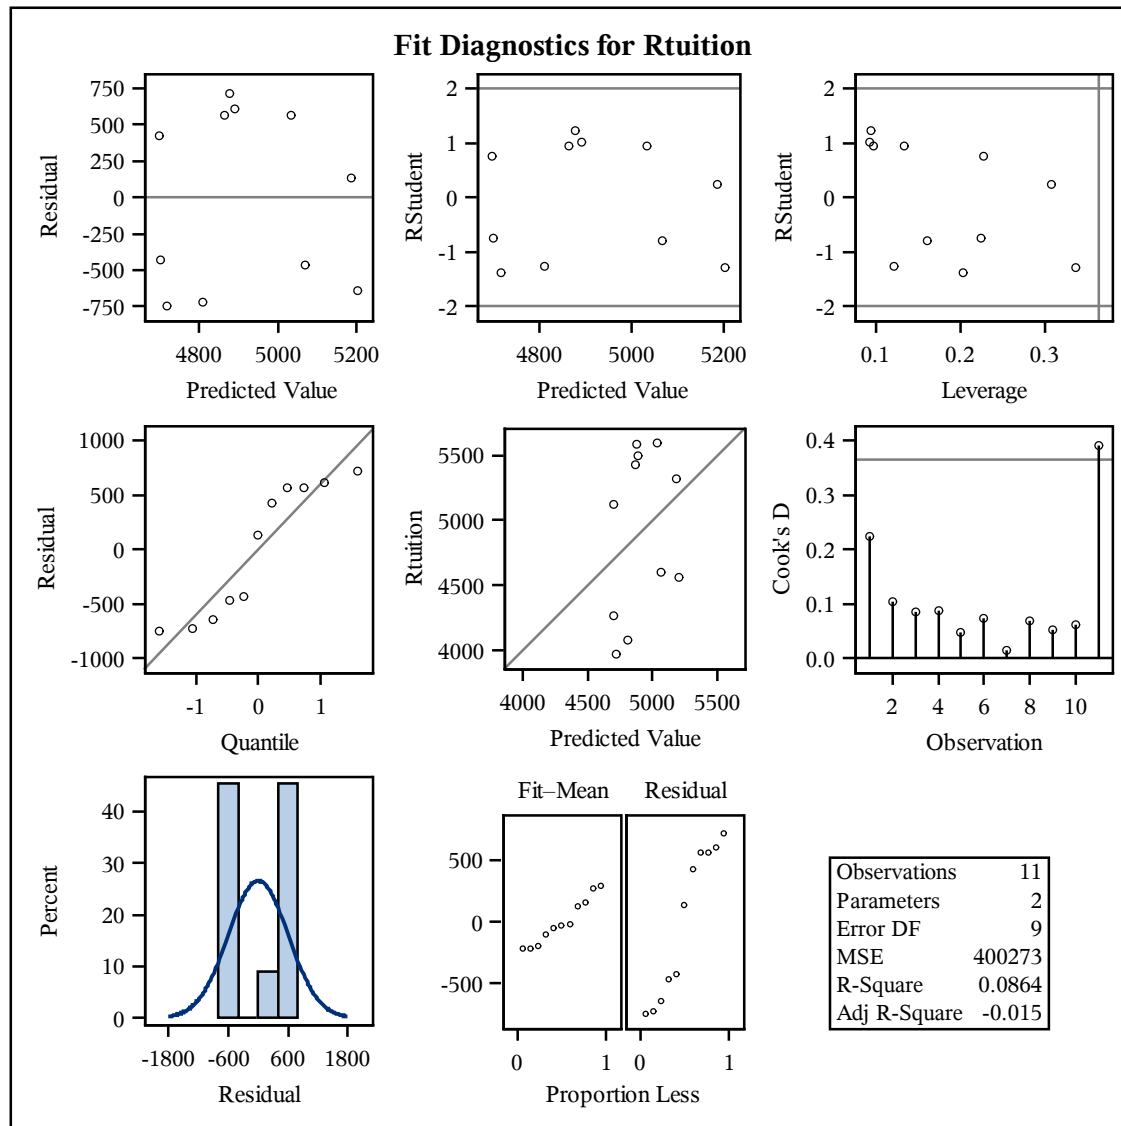 Fit Diagnostics for Rtuition
750
500
250
0
-250
-500
-750
Residual
4800 5000 5200
Predicted Value
2
1
0
-1
-2
RStudent
4800 5000 5200
Predicted Value
2
1
0
-1
-2
RStudent
0.1 0.2 0.3
Leverage
1000
500
0
-500
-1000
Residual
-1 0 1
Quantile
5500
5000
4500
4000
Rtuition
4000 4500 5000 5500
Predicted Value
0.4
0.3
0.2
0.1
0.0
Cook's D
2 4 6 8 10
Observation
40
30
20
10
0
Percent
-1800 -600 600 1800
Residual
Fit–Mean Residual
500
0
-500
0 1 0 1
Proportion Less
Observations 11
Parameters 2
Error DF 9
MSE 400273
R-Square 0.0864
Adj R-Square -0.015